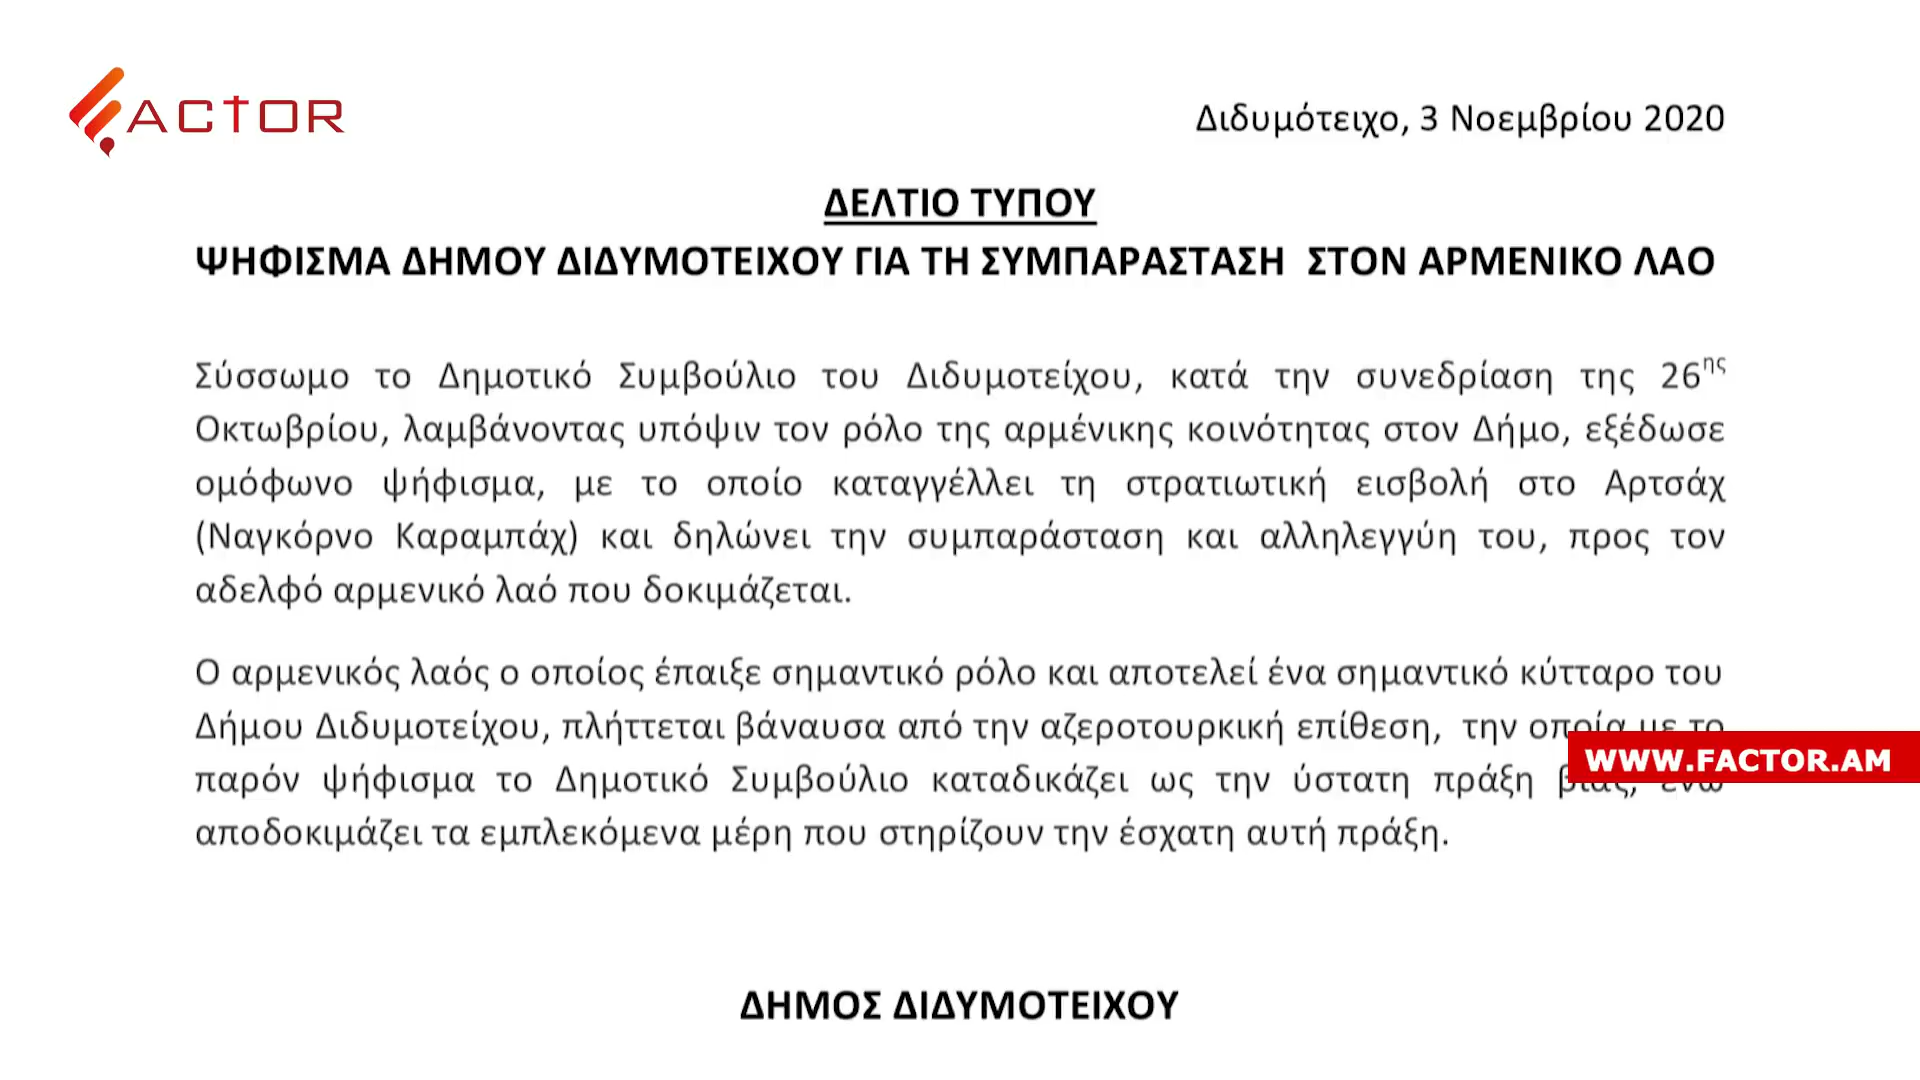 ACTOR
Διδυμότειχο, 3 Νοεμβρίου 2020
ΔΕΛΤΙΟ ΤΥΠΟΥ
ΨΗΦΙΣΜΑ ΔΗΜΟΥ ΔΙΔΥΜΟΤΕΙΧΟΥ ΓΙΑ ΤΗ ΣΥΜΠΑΡΑΣΤΑΣΗ ΣΤΟΝ ΑΡΜΕΝΙΚΟ ΛΑΟ
Σύσσωμο το Δημοτικό Συμβούλιο του Διδυμοτείχου, κατά την συνεδρίαση της 26ης
Οκτωβρίου, λαμβάνοντας υπόψιν τον ρόλο της αρμένικης κοινότητας στον Δήμο, εξέδωσε
ομόφωνο ψήφισμα, με το οποίο καταγγέλλει τη στρατιωτική εισβολή στο Αρτσάχ
(Ναγκόρνο Καραμπάχ) και δηλώνει την συμπαράσταση και αλληλεγγύη του, προς τον
αδελφό αρμενικό λαό που δοκιμάζεται.
Ο αρμενικός λαός ο οποίος έπαιξε σημαντικό ρόλο και αποτελεί ένα σημαντικό κύτταρο του
Δήμου Διδυμοτείχου, πλήττεται βάναυσα από την αζεροτουρκική επίθεση, την οποία με το
WWW.FACTOR.AM
παρόν ψήφισμα το Δημοτικό Συμβούλιο καταδικάζει ως την ύστατη πράξη βίας, ενώ
αποδοκιμάζει τα εμπλεκόμενα μέρη που στηρίζουν την έσχατη αυτή πράξη.
ΔΗΜΟΣ ΔΙΔΥΜΟΤΕΙΧΟΥ